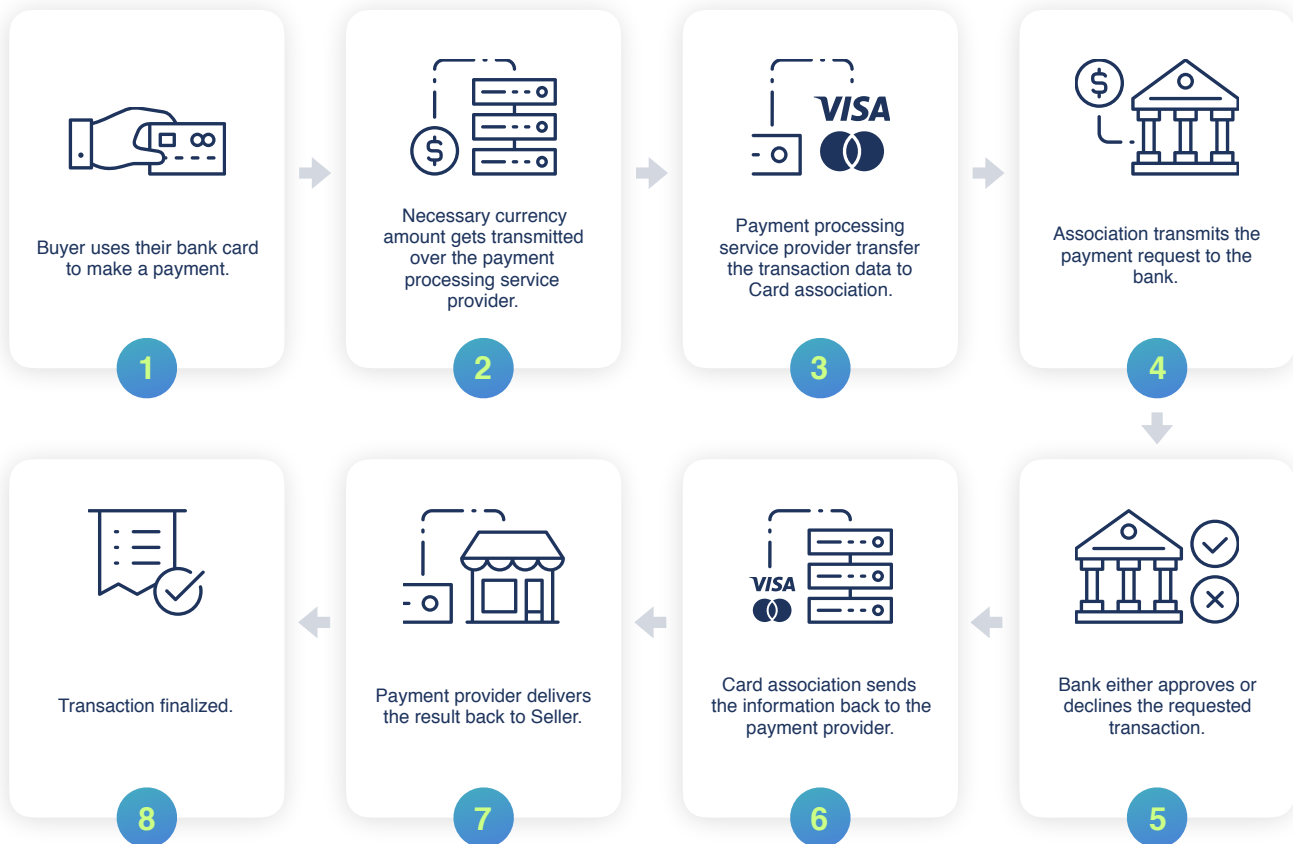 Buyer uses their bank card
to make a payment.
1
Necessary currency
amount gets transmitted
over the payment
processing service
provider.
2
VISA
Payment processing
service provider transfer
the transaction data to
Card association.
3
Association transmits the
payment request to the
bank.
4
Bank either approves or
declines the requested
transaction.
5
VISA
Card association sends
the information back to the
payment provider.
6
Payment provider delivers
the result back to Seller.
7
Transaction finalized.
8